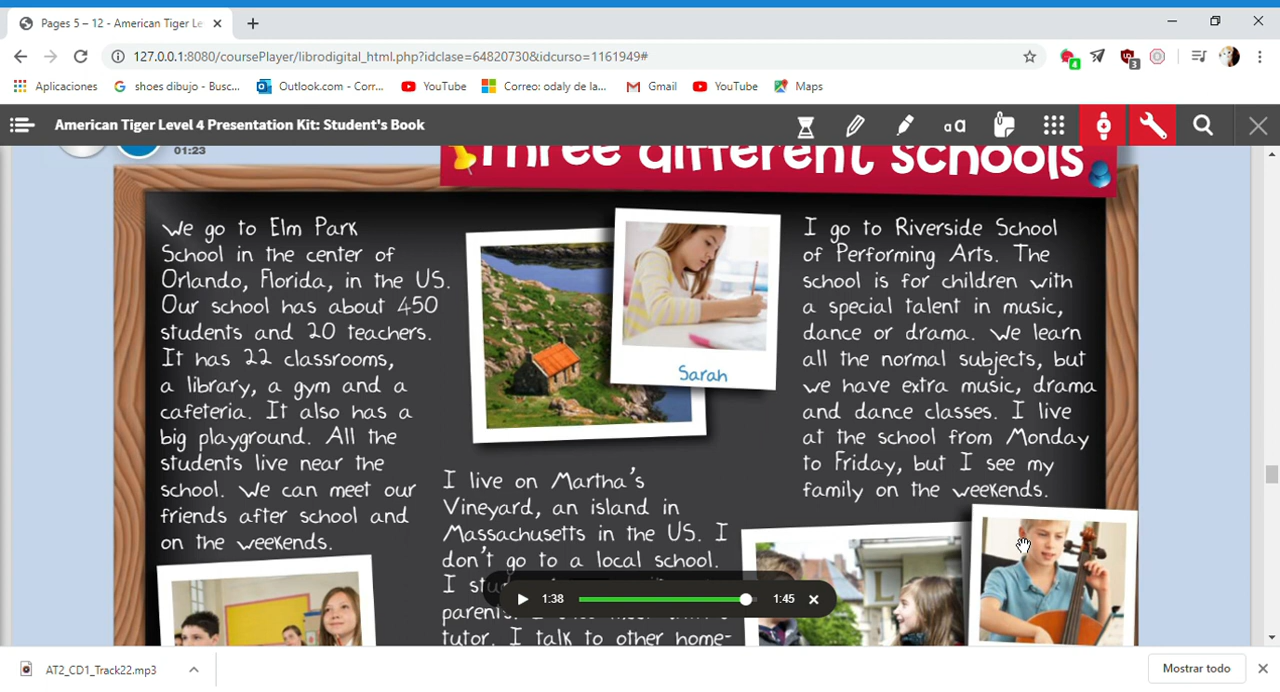 Pages 5 – 12 - American Tiger Le
127.0.0.1:8080/coursePlayer/librodigital_html.php?idclase=64820730&idcurso=1161949#
4
3
Aplicaciones
shoes dibujo - Busc...
Outlook.com - Corr...
YouTube
Correo: odaly de la...
Gmail
YouTube
Maps
American Tiger Level 4 Presentation Kit: Student's Book
aa
01:23
Three different schools
We go to Elm Park
School in the center of
Orlando, Florida, in the US.
Our school has about 450
students and 20 teachers.
It has 22 classrooms,
a library, a gym and a
cafeteria. It also has a
big playground. All the
students live near the
school. We can meet our
friends after school and
on the weekends.
Sarah
I live on Martha's
Vineyard, an island in
Massachusetts in the US. I
don't go to a local school.
I
parent
tutor. I talk to other home-
I go to Riverside School
of Performing Arts. The
school is for children with
a special talent in music,
dance or drama. We learn
all the normal subjects, but
we have extra music, drama
and dance classes. I live
at the school from Monday
to Friday, but I see my
family on the weekends.
1:38
1:45
AT2_CD1_Track22.mp3
Mostrar todo